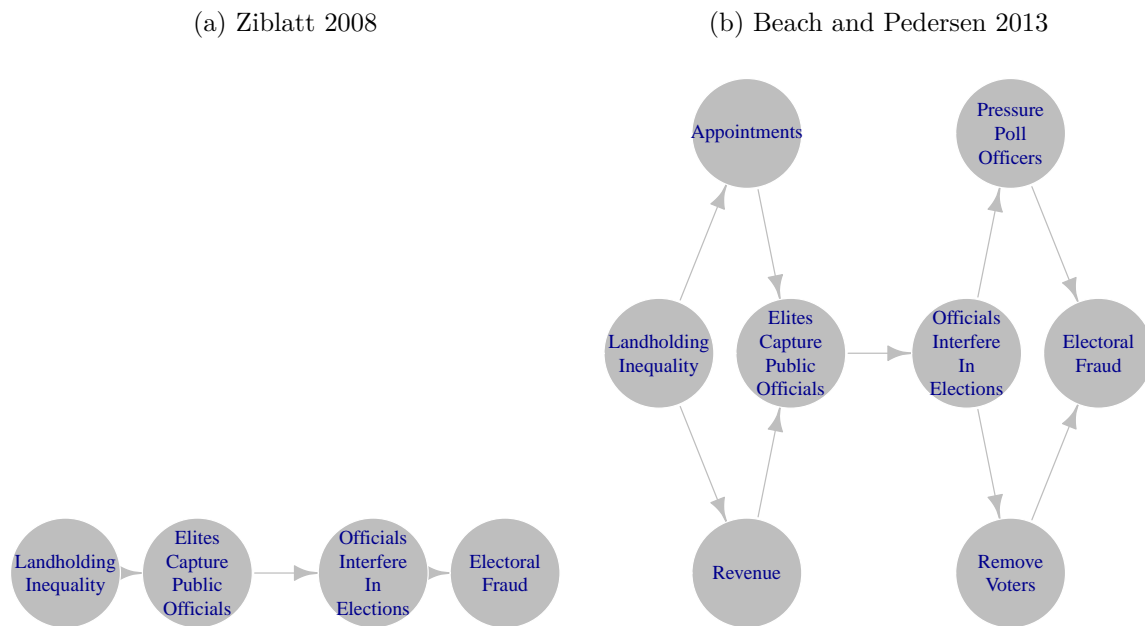 (a) Ziblatt 2008
Landholding
Inequality
Elites
Capture
Public
Officials
Officials
Interfere
In
Elections
Electoral
Fraud
(b) Beach and Pedersen 2013
Appointments
Pressure
Poll
Officers
Landholding
Inequality
Elites
Capture
Public
Officials
Officials
Interfere
In
Elections
Electoral
Fraud
Revenue
Remove
Voters